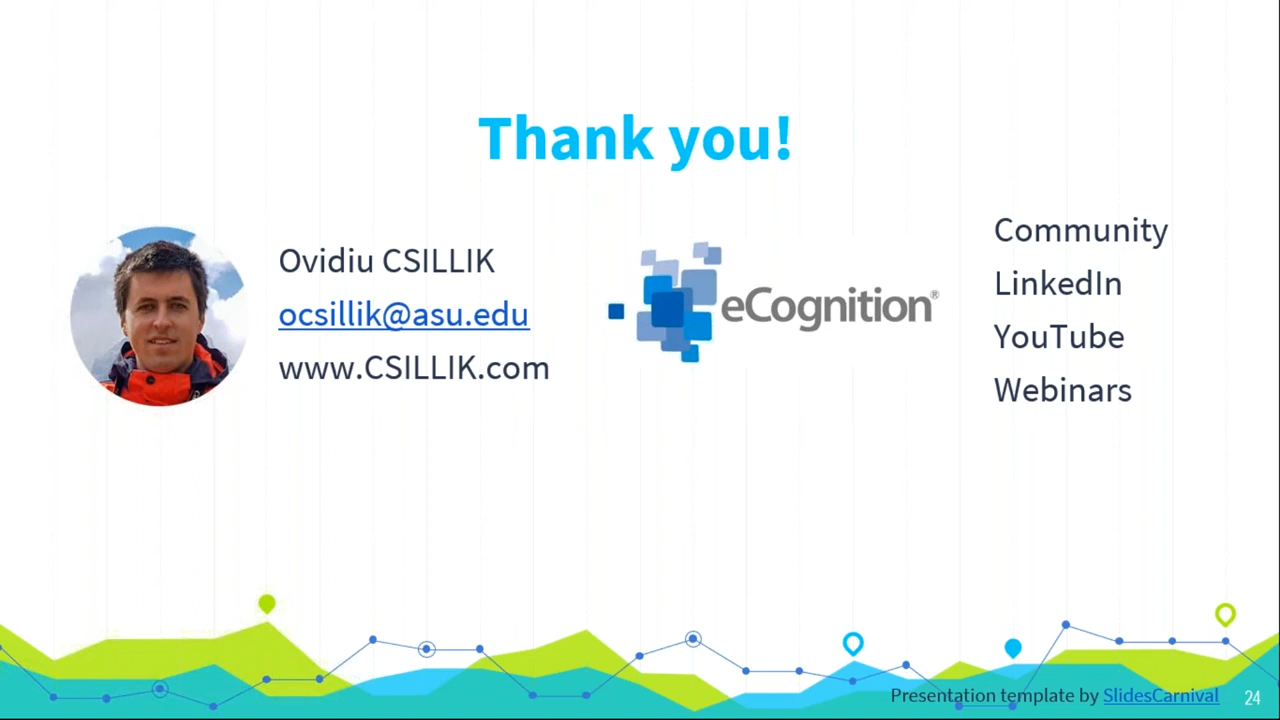 Thank you!
Ovidiu CSILLIK
ocsillik@asu.edu
www.CSILLIK.com
eCognition®
Community
LinkedIn
YouTube
Webinars
Presentation template by SlidesCarnival
24